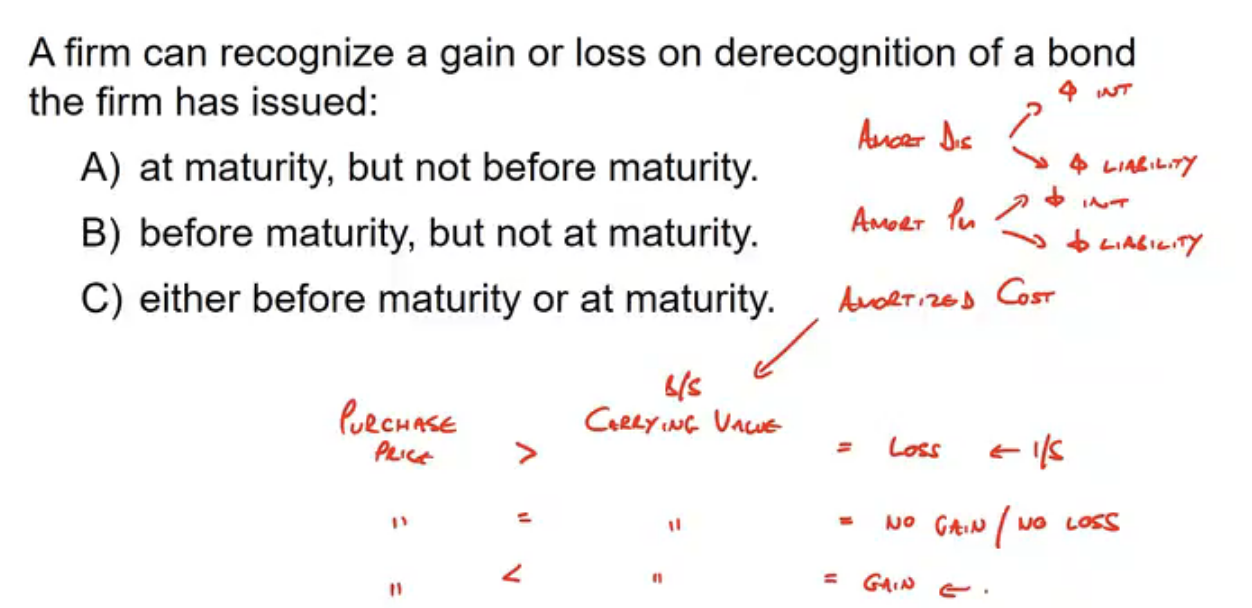 A firm can recognize a gain or loss on derecognition of a bond
the firm has issued:
A) at maturity, but not before maturity.
B) before maturity, but not at maturity.
C) either before maturity or at maturity.
AMORT DIS
↑ INT
↑ LIABILITY
AMORT
↓ INT
↓ LIABILITY
AMORTIZED COST
B/S
PURCHASE PRICE > CARRYING VALUE = LOSS ← I/S
" = " = NO GAIN / NO LOSS
" < " = GAIN ←